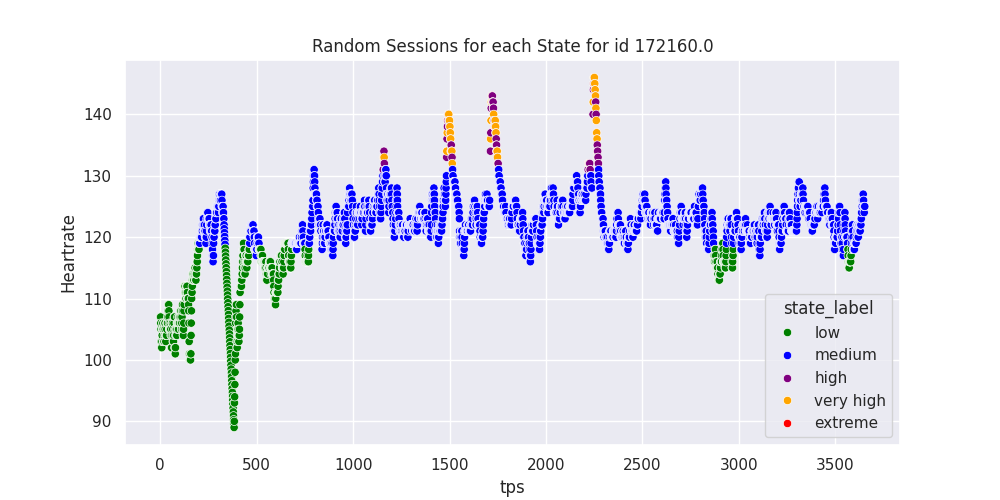 Random Sessions for each State for id 172160.0
Heartrate
140
130
120
110
100
90
0 500 1000 1500 2000 2500 3000 3500
tps
state_label
low
medium
high
very high
extreme